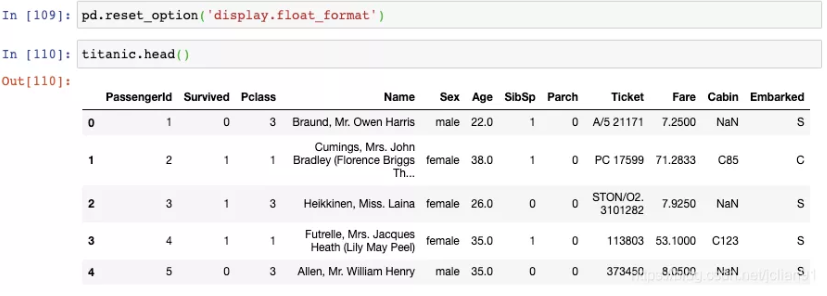 In [109]: pd.reset_option('display.float_format')
In [110]: titanic.head()
Out[110]:
PassengerId Survived Pclass Name Sex Age SibSp Parch Ticket Fare Cabin Embarked
0 1 0 3 Braund, Mr. Owen Harris male 22.0 1 0 A/5 21171 7.2500 NaN S
Cumings, Mrs. John
1 2 1 1 Bradley (Florence Briggs female 38.0 1 0 PC 17599 71.2833 C85 C
Th...
2 3 1 3 Heikkinen, Miss. Laina female 26.0 0 0 STON/O2. 7.9250 NaN S
3101282
3 4 1 1 Futrelle, Mrs. Jacques female 35.0 1 0 113803 53.1000 C123 S
Heath (Lily May Peel)
4 5 0 3 Allen, Mr. William Henry male 35.0 0 0 373450 8.0500 NaN S